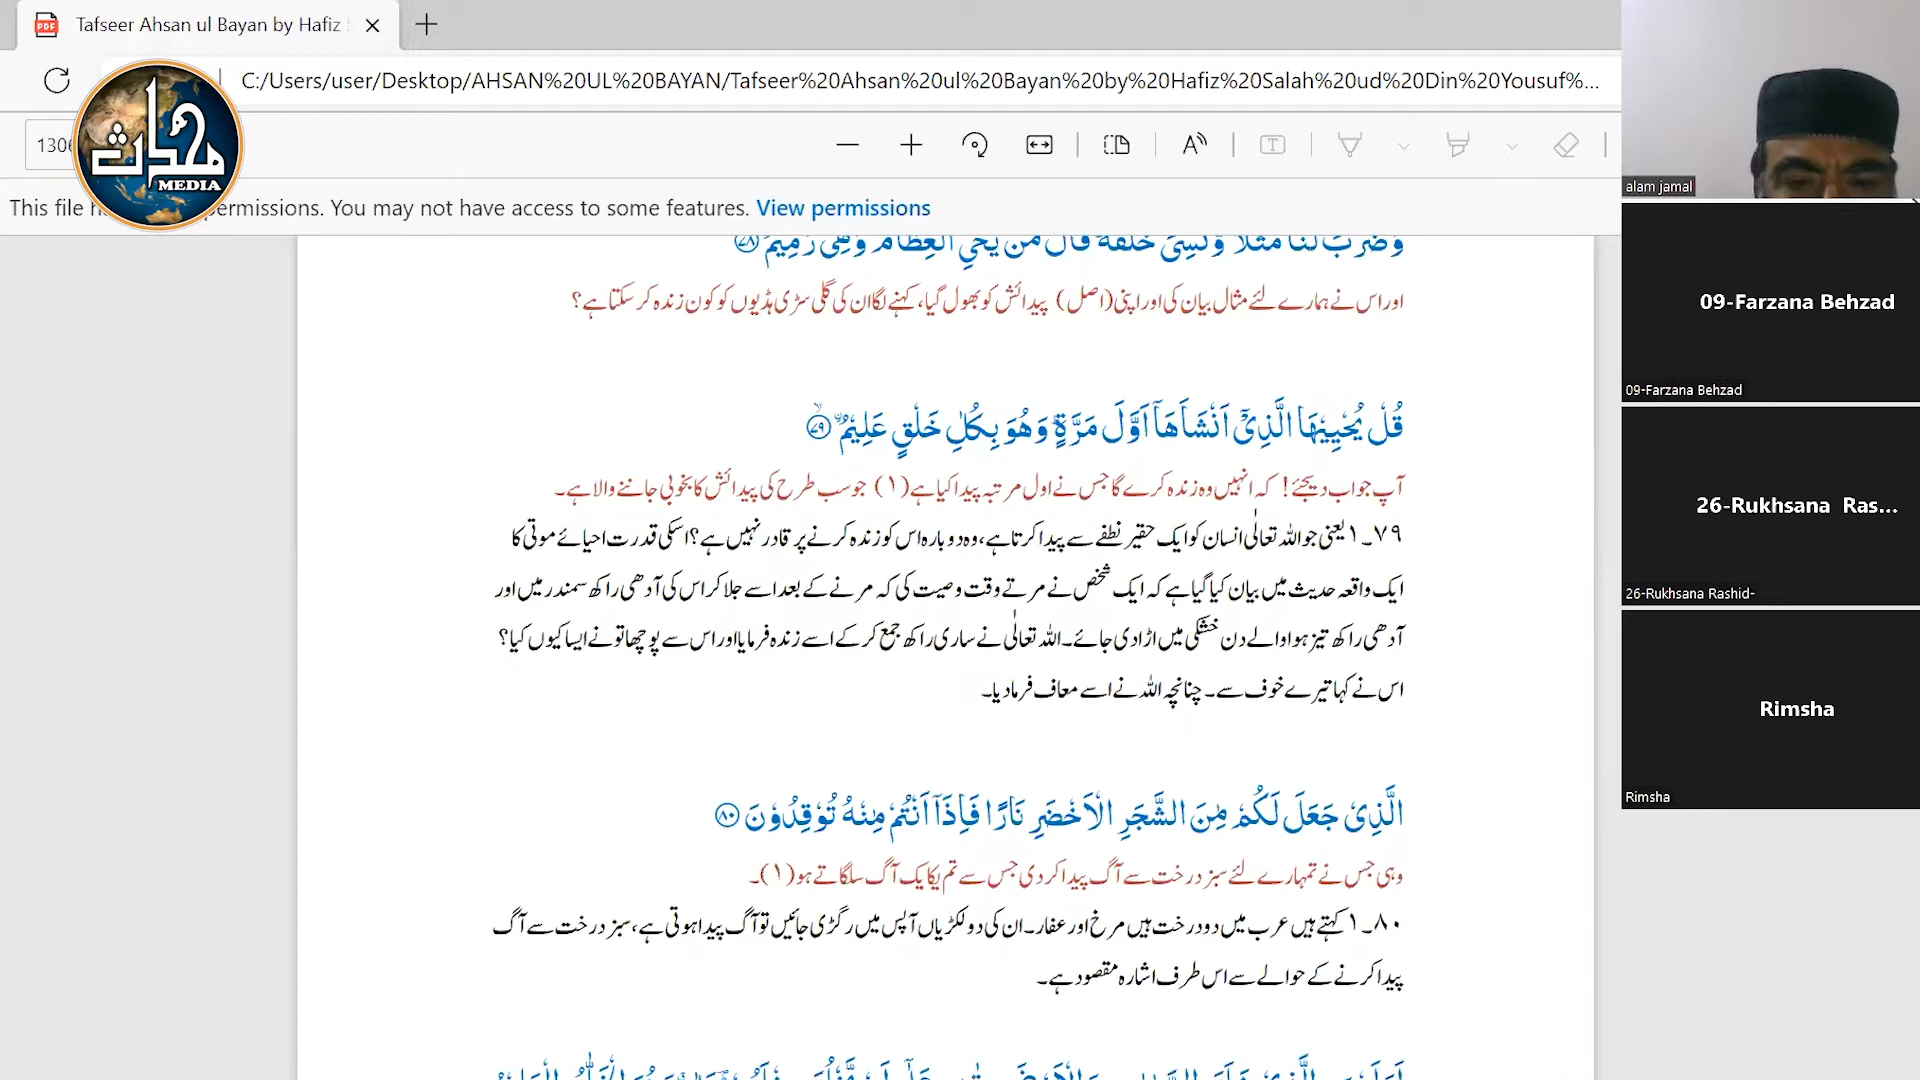 Tafseer Ahsan ul Bayan by Hafiz
C:/Users/user/Desktop/AHSAN%20UL%20BAYAN/Tafseer%20Ahsan%20ul%20Bayan%20by%20Hafiz%20Salah%20ud%20Din%20Yousuf%...
1306
محدث
MEDIA
This file permissions. You may not have access to some features. View permissions
وَضَرَبَ لَنَا مَثَلًا وَّنَسِىَ خَلْقَهٗ قَالَ مَنْ يُّحْيِ الْعِظَامَ وَهِىَ رَمِيْمٌ ۷۸
اور اس نے ہمارے لئے مثال بیان کی اور اپنی (اصل) پیدائش کو بھول گیا، کہنے لگا ان کی گلی سڑی ہڈیوں کو کون زندہ کر سکتا ہے؟
قُلْ يُحْيِيْهَا الَّذِىْٓ اَنْشَاَهَآ اَوَّلَ مَرَّةٍ وَهُوَ بِكُلِّ خَلْقٍ عَلِيْمُ ۷۹
آپ جواب دیجئے! کہ انہیں وہ زندہ کرے گا جس نے اول مرتبہ پیدا کیا ہے (۱) جو سب طرح کی پیدائش کا بخوبی جاننے والا ہے۔
۷۹۔۱ یعنی جو اللہ تعالٰی انسان کو ایک حقیر نطفے سے پیدا کرتا ہے، وہ دوبارہ اس کو زندہ کرنے پر قادر نہیں ہے؟ اسکی قدرت احیائے موتی کا
ایک واقعہ حدیث میں بیان کیا گیا ہے کہ ایک شخص نے مرتے وقت وصیت کی کہ مرنے کے بعد اسے جلا کر اس کی آدھی راکھ سمندر میں اور
آدھی راکھ تیز ہوا والے دن خشکی میں اڑا دی جائے۔ اللہ تعالٰی نے ساری راکھ جمع کر کے اسے زندہ فرمایا اور اس سے پوچھا تو نے ایسا کیوں کیا؟
اس نے کہا تیرے خوف سے۔ چنانچہ اللہ نے اسے معاف فرما دیا۔
الَّذِىْ جَعَلَ لَكُمْ مِّنَ الشَّجَرِ الْاَخْضَرِ نَارًا فَاِذَآ اَنْتُمْ مِّنْهُ تُوْقِدُوْنَ ۸۰
وہی جس نے تمہارے لئے سبز درخت سے آگ پیدا کر دی جس سے تم یکایک آگ سلگاتے ہو (۱)۔
۸۰۔۱ کہتے ہیں عرب میں دو درخت ہیں مرخ اور عفار۔ ان کی دو لکڑیاں آپس میں رگڑی جائیں تو آگ پیدا ہوتی ہے، سبز درخت سے آگ
پیدا کرنے کے حوالے سے اس طرف اشارہ مقصود ہے۔
alam jamal
09-Farzana Behzad
09-Farzana Behzad
26-Rukhsana Ras...
26-Rukhsana Rashid-
Rimsha
Rimsha